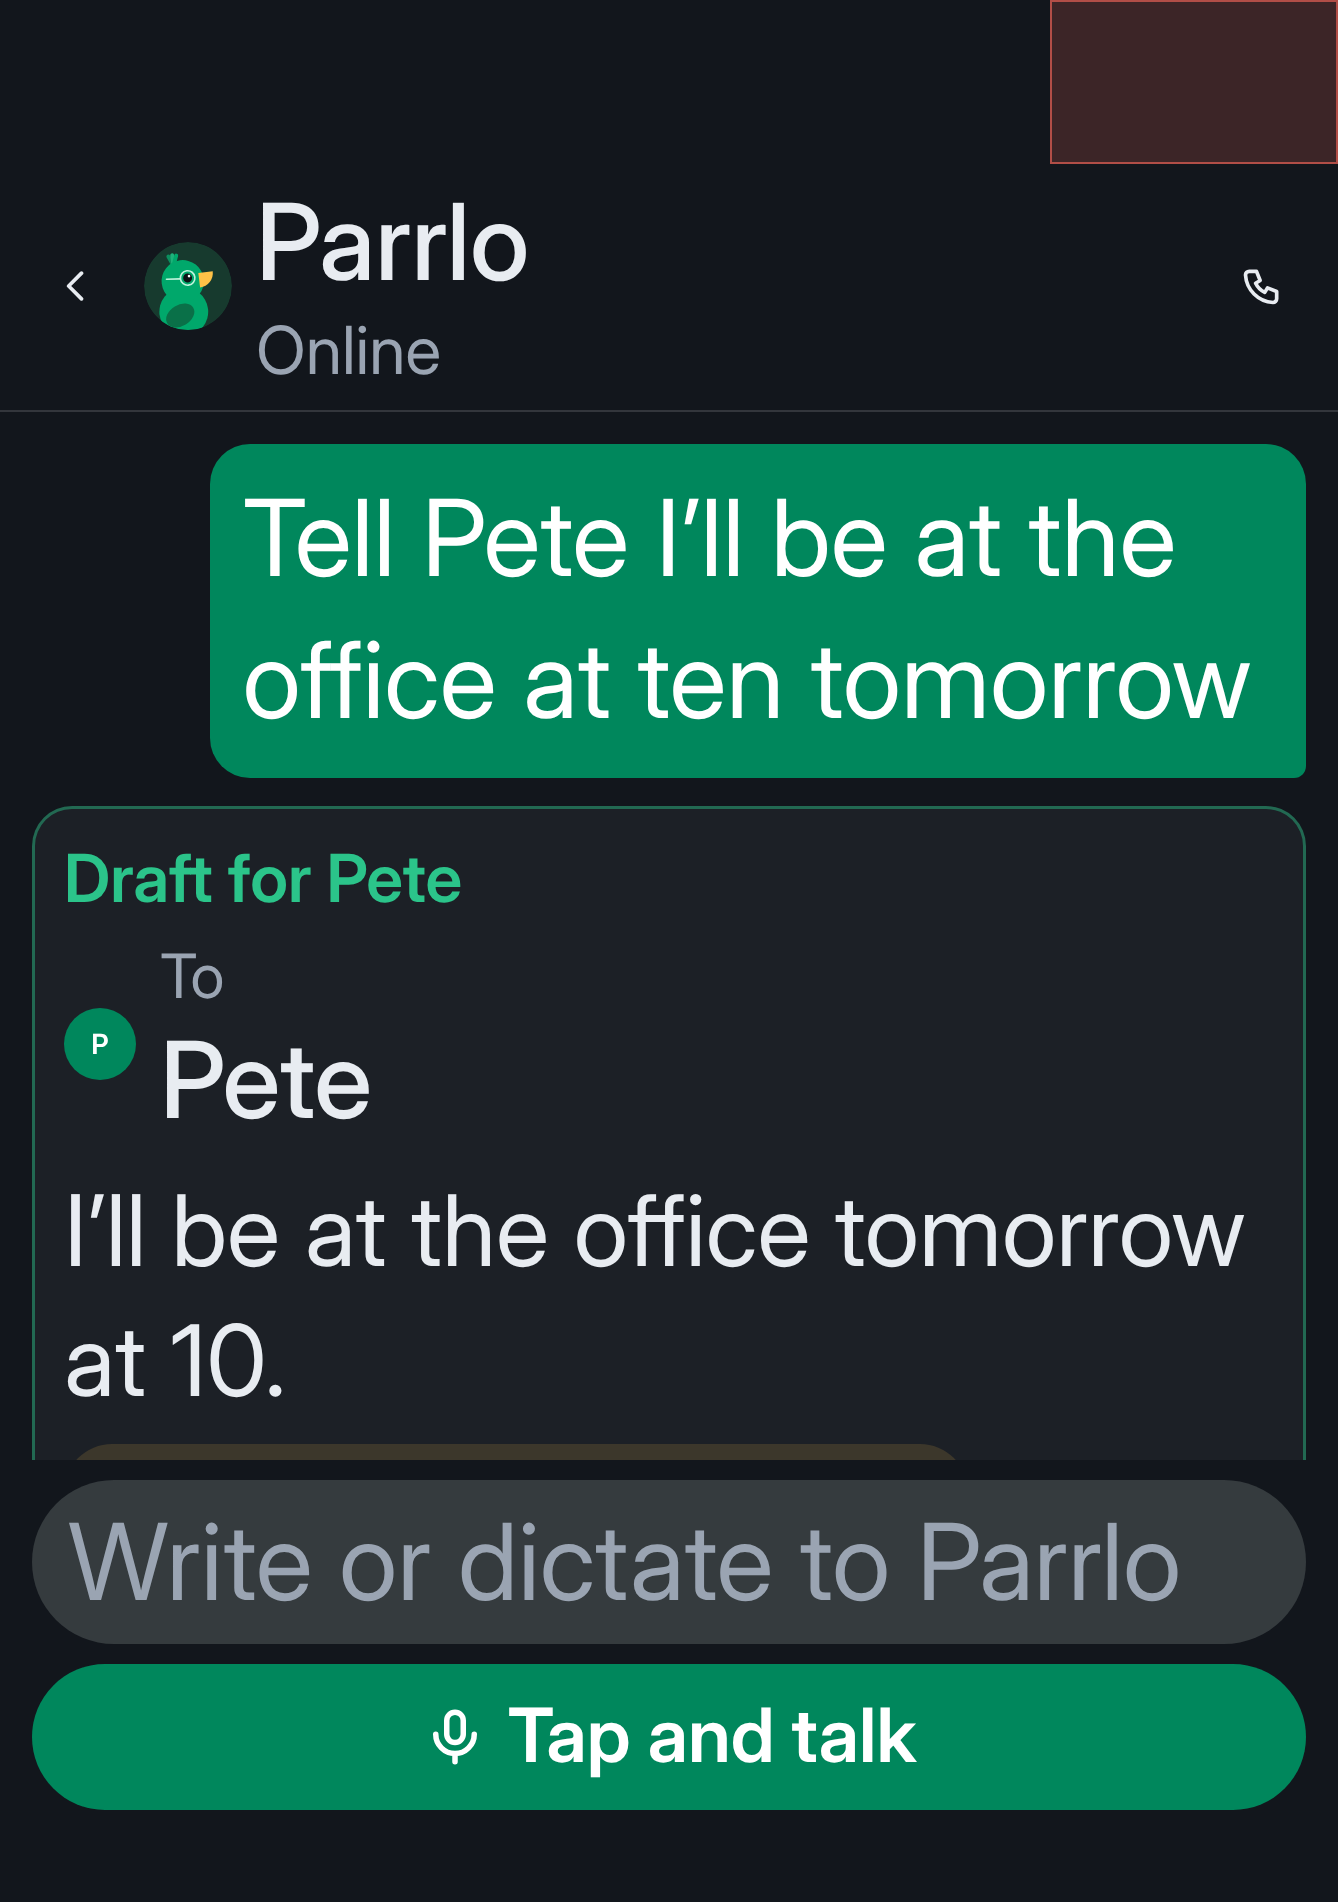 Parrlo
Online
Tell Pete I’ll be at the
office at ten tomorrow
Draft for Pete
To
P
Pete
I’ll be at the office tomorrow
at 10.
Write or dictate to Parrlo
Tap and talk